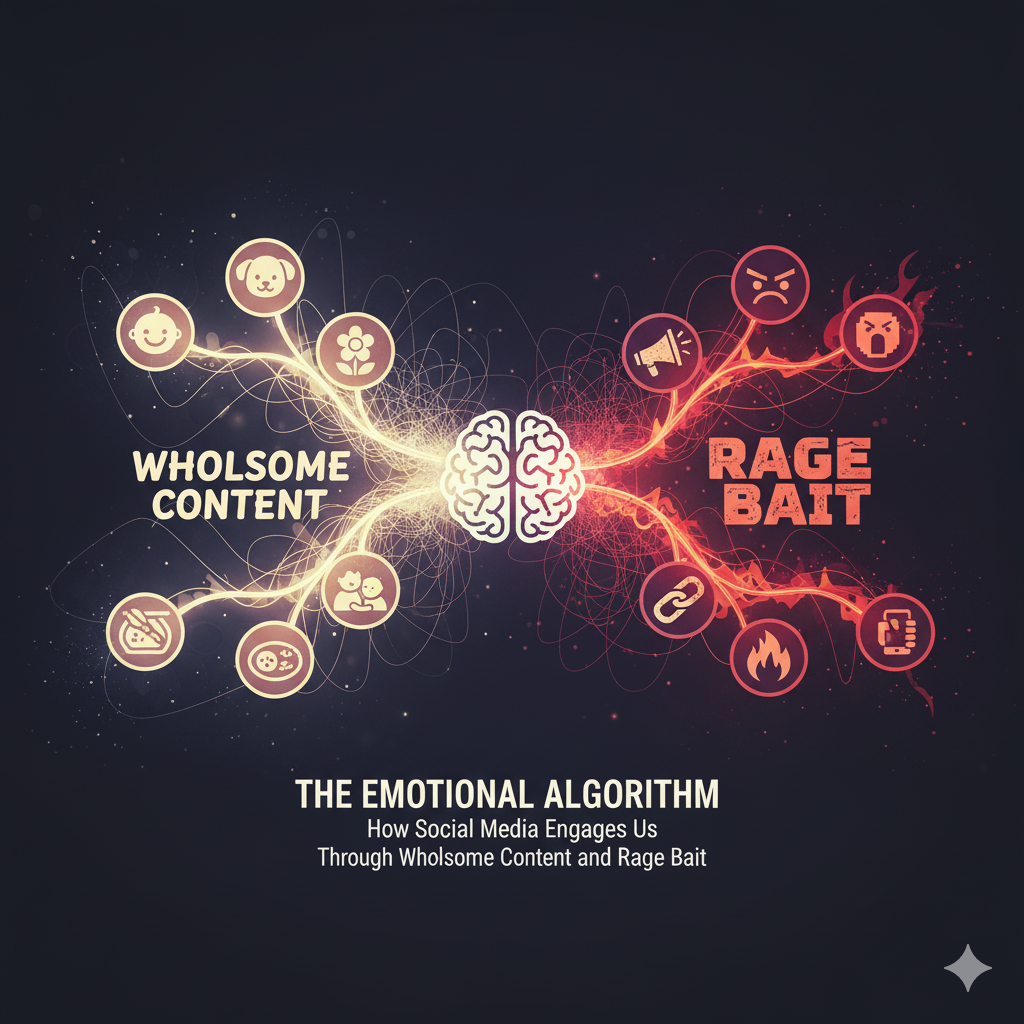 WHOLSOME
CONTENT
RAGE
BAIT
THE EMOTIONAL ALGORITHM
How Social Media Engages Us
Through Wholsome Content and Rage Bait